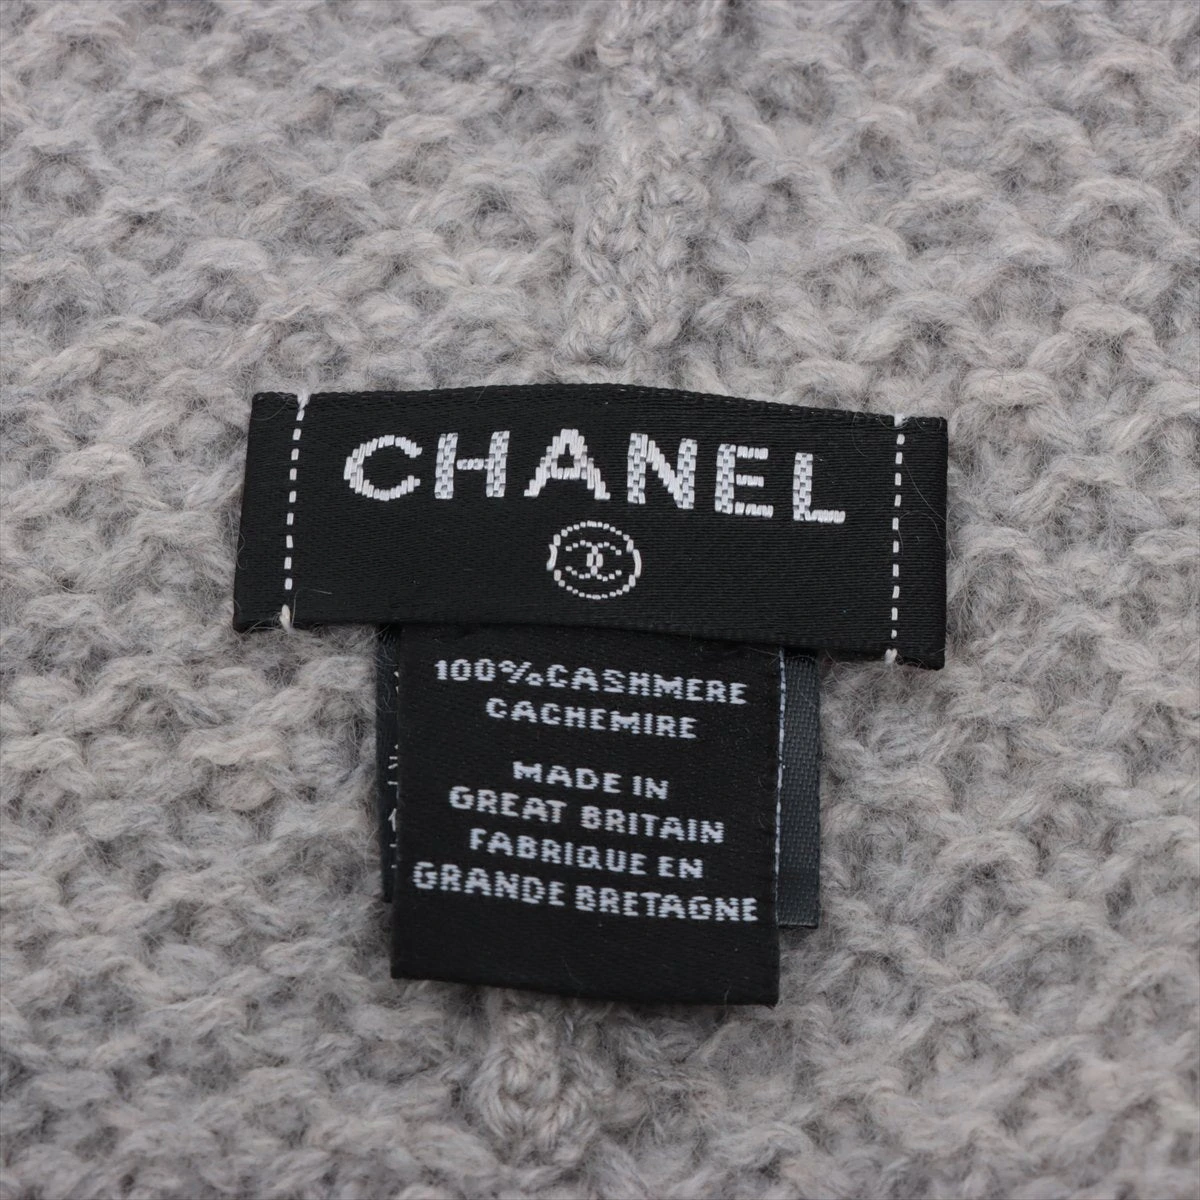 CHANEL
100%CASHMERE
CACHEMIRE
MADE IN
GREAT BRITAIN
FABRIQUE EN
GRANDE BRETAGNE